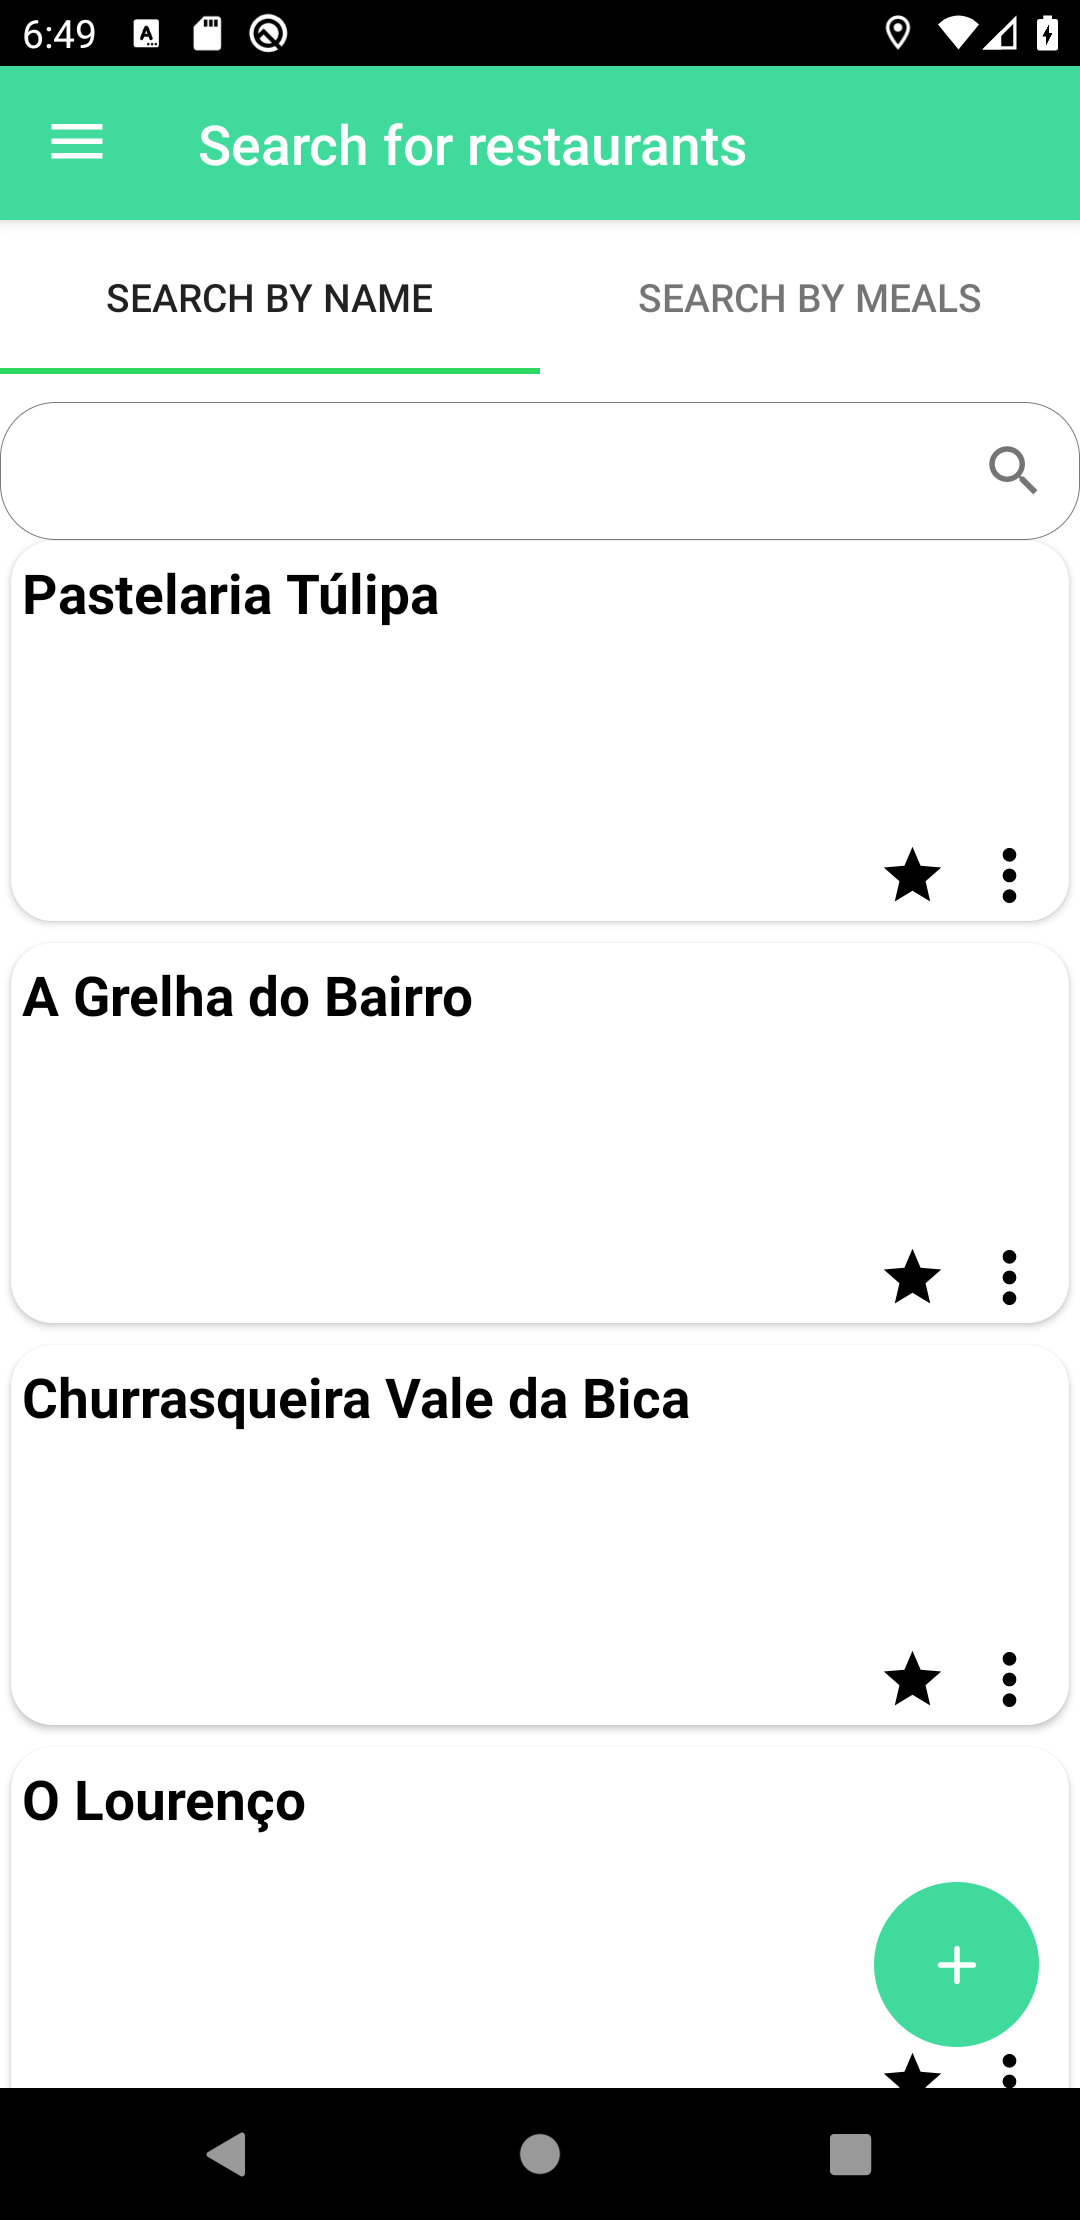 6:49
Search for restaurants
SEARCH BY NAME
SEARCH BY MEALS
Pastelaria Túlipa
A Grelha do Bairro
Churrasqueira Vale da Bica
O Lourenço